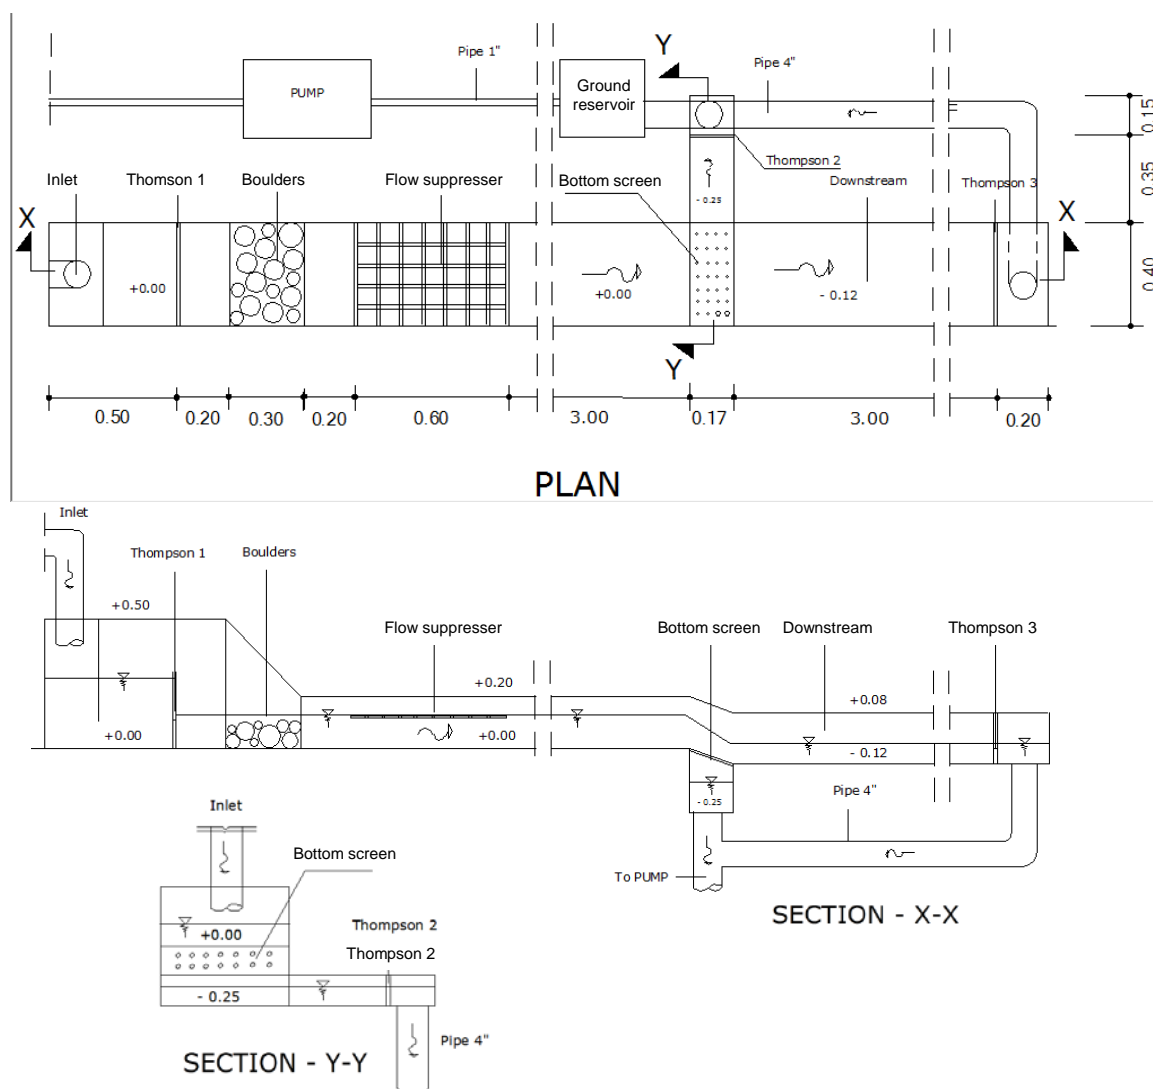 Y
Pipe 1"
Pipe 4"
PUMP
Ground
reservoir
0.15
Thompson 2
Inlet
Thomson 1
Boulders
Flow suppresser
Bottom screen
Downstream
Thompson 3
0.35
X
- 0.25
X
+0.00
+0.00
- 0.12
0.40
Y
0.50
0.20
0.30
0.20
0.60
3.00
0.17
3.00
0.20
PLAN
Inlet
Thompson 1
Boulders
+0.50
Flow suppresser
Bottom screen
Downstream
Thompson 3
+0.20
+0.08
+0.00
+0.00
- 0.12
- 0.25
Pipe 4"
To PUMP
SECTION - X-X
Inlet
Bottom screen
Thompson 2
Thompson 2
+0.00
- 0.25
Pipe 4"
SECTION - Y-Y